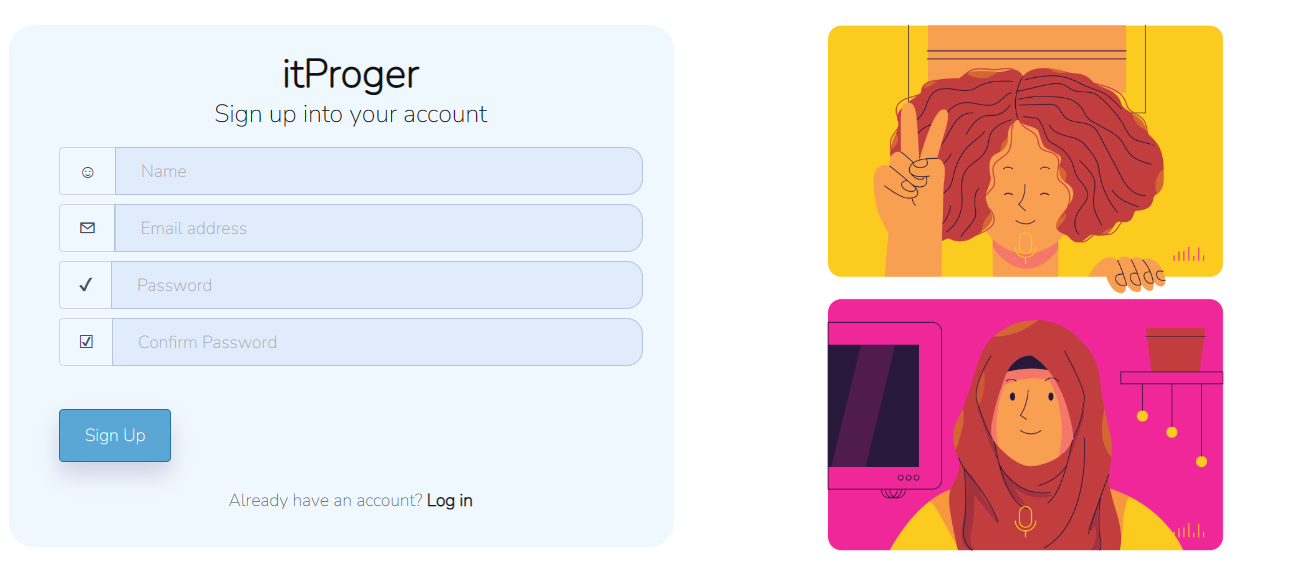 itProger
Sign up into your account
Name
Email address
Password
Confirm Password
Sign Up
Already have an account? Log in